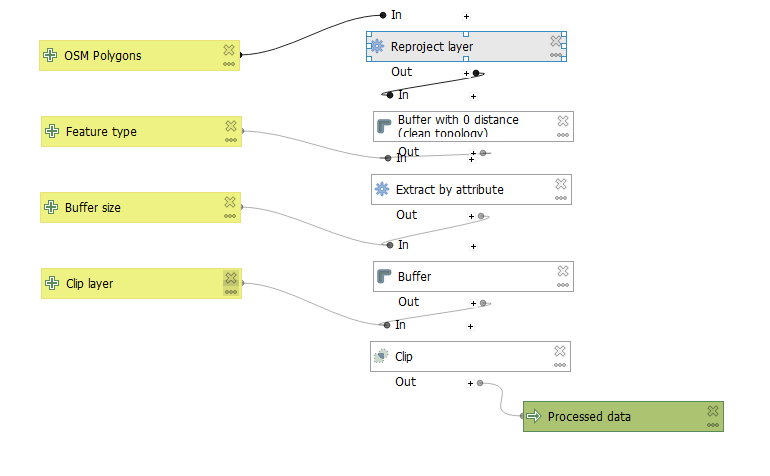 In
OSM Polygons
Reproject layer
Out
In
Feature type
Buffer with 0 distance
(clean topology)
Out
In
Extract by attribute
Buffer size
Out
In
Clip layer
Buffer
Out
In
Clip
Out
Processed data